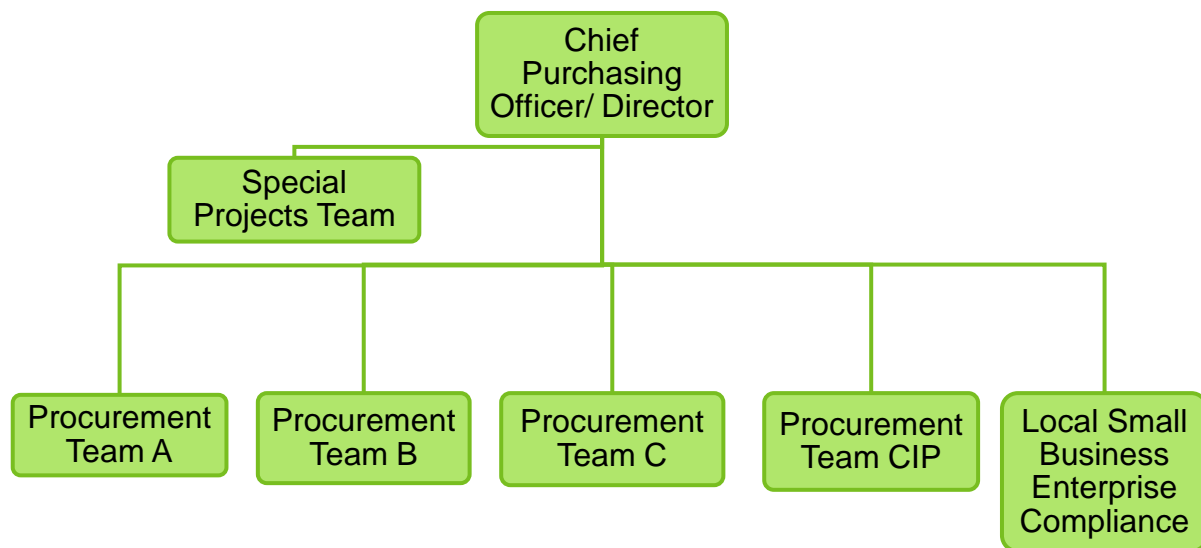 Chief
Purchasing
Officer/ Director
Special
Projects Team
Procurement
Team A
Procurement
Team B
Procurement
Team C
Procurement
Team CIP
Local Small
Business
Enterprise
Compliance